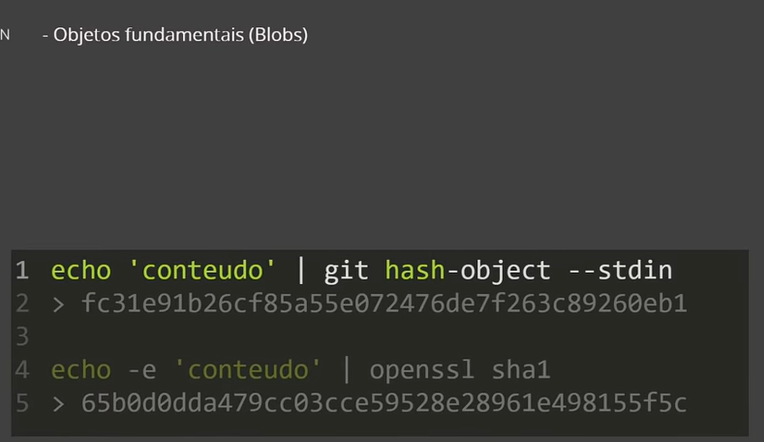 N - Objetos fundamentais (Blobs)
1 echo 'conteudo' | git hash-object --stdin
2 > fc31e91b26cf85a55e072476de7f263c89260eb1
3
4 echo -e 'conteudo' | openssl sha1
5 > 65b0d0dda479cc03cce59528e28961e498155f5c